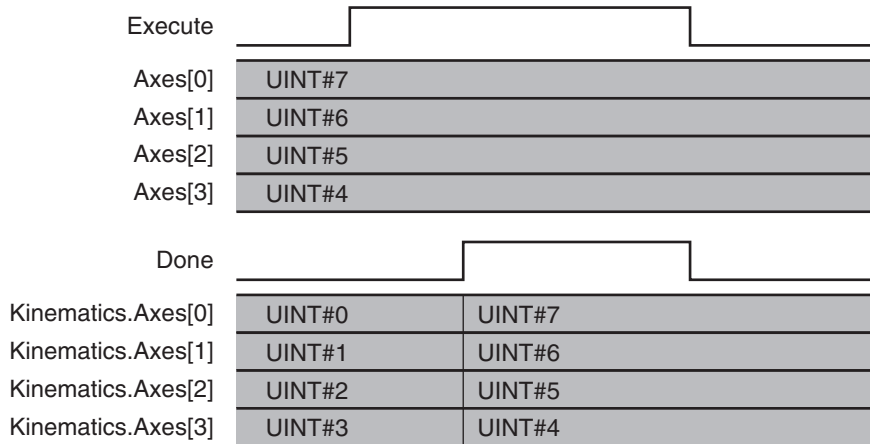 Execute
Axes[0] UINT#7
Axes[1] UINT#6
Axes[2] UINT#5
Axes[3] UINT#4
Done
Kinematics.Axes[0] UINT#0 UINT#7
Kinematics.Axes[1] UINT#1 UINT#6
Kinematics.Axes[2] UINT#2 UINT#5
Kinematics.Axes[3] UINT#3 UINT#4